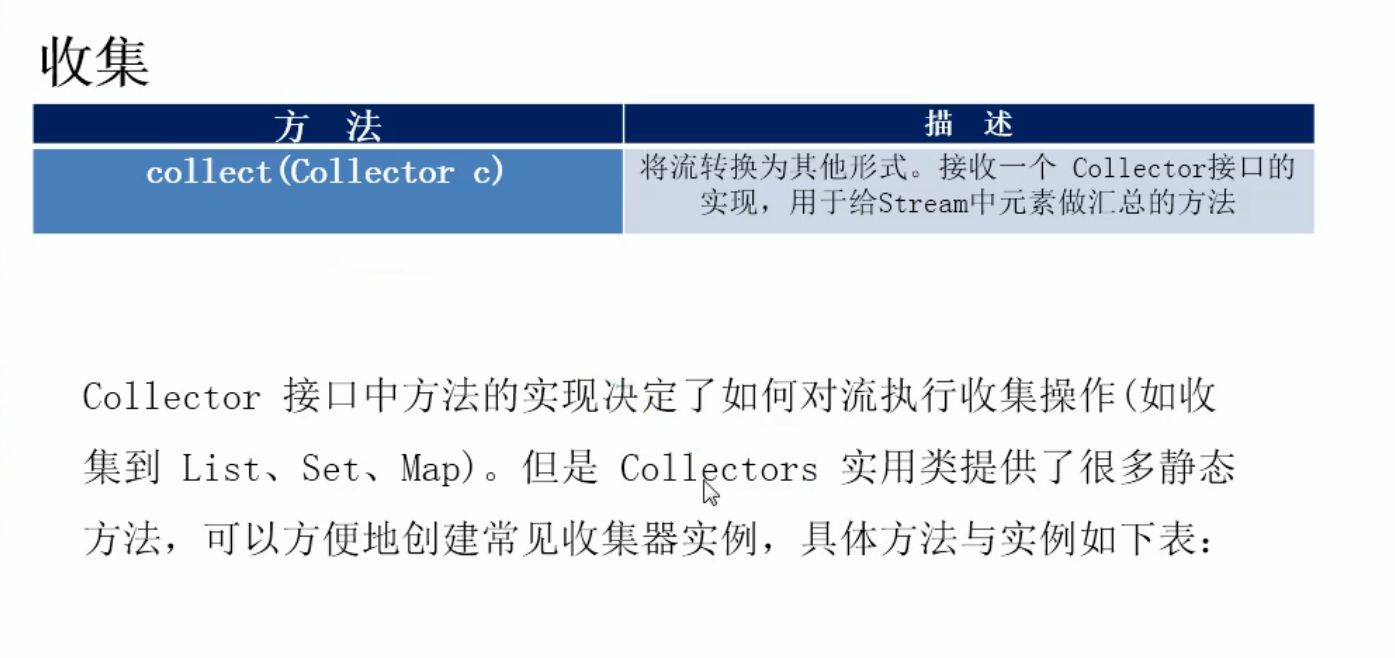 收集
方 法
描 述
collect(Collector c)
将流转换为其他形式。接收一个 Collector接口的
实现，用于给Stream中元素做汇总的方法
Collector 接口中方法的实现决定了如何对流执行收集操作(如收
集到 List、Set、Map)。但是 Collectors 实用类提供了很多静态
方法，可以方便地创建常见收集器实例，具体方法与实例如下表：